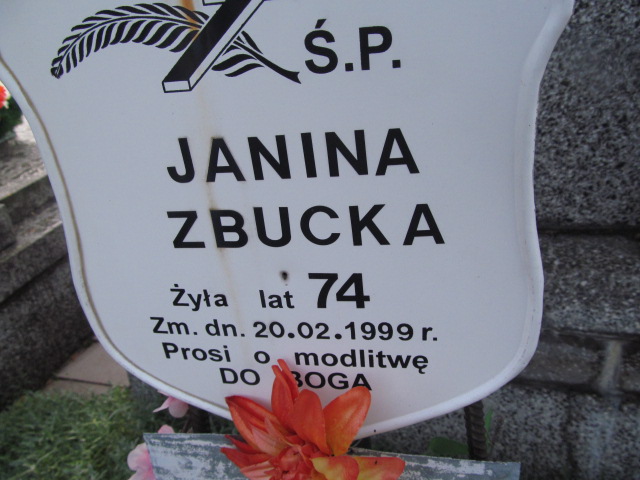 Ś.P.
JANINA
ZBUCKA
Żyła lat 74
Zm. dn. 20.02.1999 r.
Prosi o modlitwę
DO BOGA